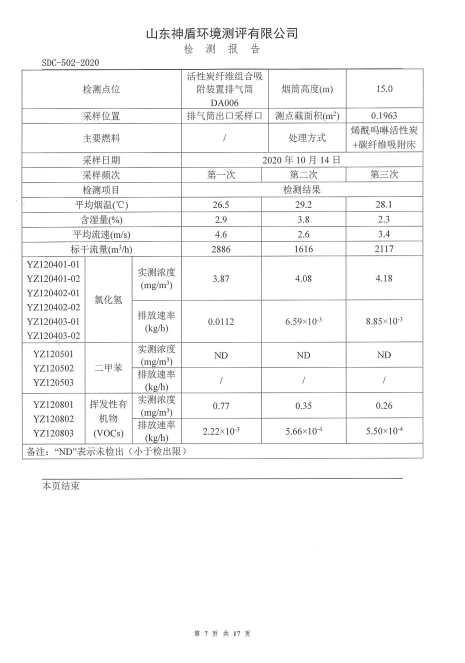 山东神盾环境测评有限公司
检 测 报 告
SDC-502-2020
检测点位 活性炭纤维组合吸附装置排气筒DA006 烟筒高度(m) 15.0
采样位置 排气筒出口采样口 测点截面积(m²) 0.1963
主要燃料 / 处理方式 烯酰吗啉活性炭+碳纤维吸附床
采样日期 2020 年 10 月 14 日
采样频次 第一次 第二次 第三次
检测项目 检测结果
平均烟温(℃) 26.5 29.2 28.1
含湿量(%) 2.9 3.8 2.3
平均流速(m/s) 4.6 2.6 3.4
标干流量(m³/h) 2886 1616 2117
YZ120401-01
YZ120401-02
YZ120402-01
YZ120402-02
YZ120403-01
YZ120403-02
氯化氢
实测浓度(mg/m³) 3.87 4.08 4.18
排放速率(kg/h) 0.0112 6.59×10⁻³ 8.85×10⁻³
YZ120501
YZ120502
YZ120503
二甲苯
实测浓度(mg/m³) ND ND ND
排放速率(kg/h) / / /
YZ120801
YZ120802
YZ120803
挥发性有机物(VOCs)
实测浓度(mg/m³) 0.77 0.35 0.26
排放速率(kg/h) 2.22×10⁻³ 5.66×10⁻⁴ 5.50×10⁻⁴
备注：“ND”表示未检出（小于检出限）
本页结束
第 7 页 共 17 页